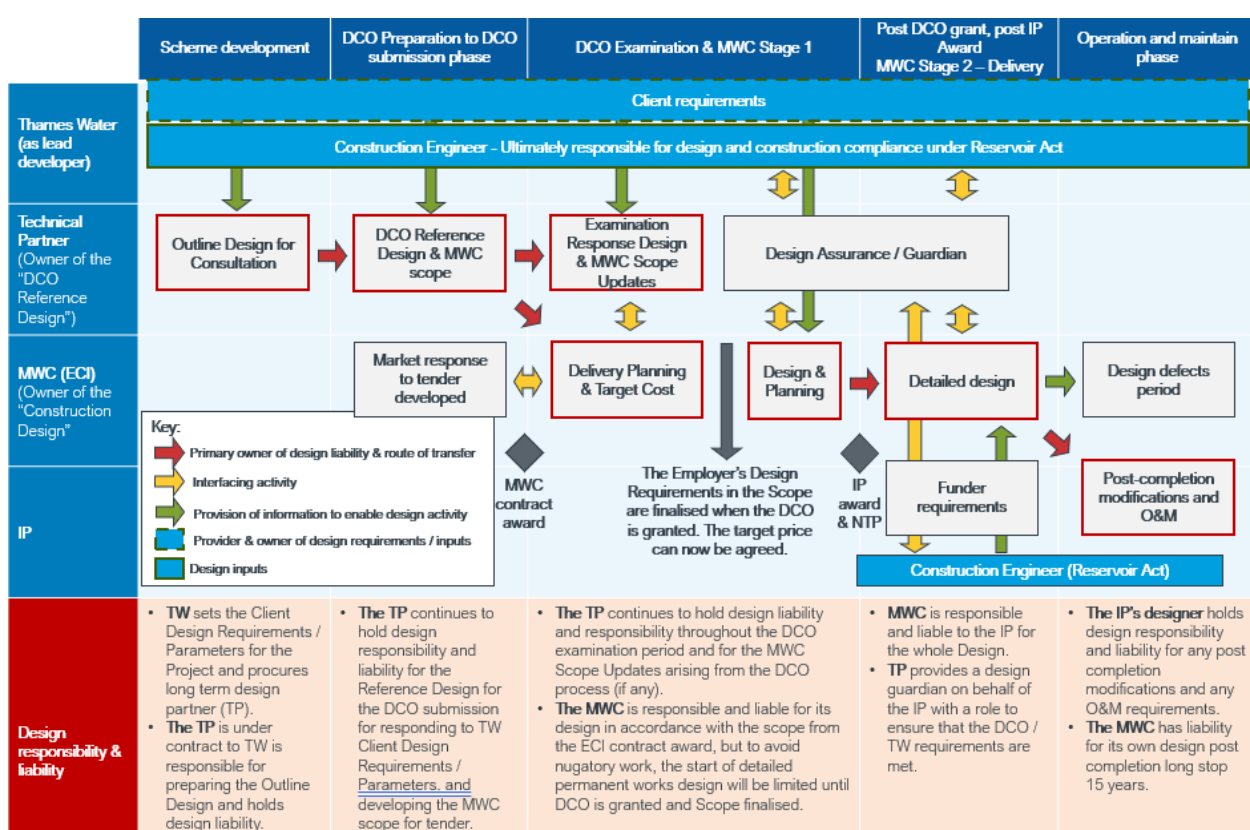 Scheme development
DCO Preparation to DCO
submission phase
DCO Examination & MWC Stage 1
Post DCO grant, post IP
Award
MWC Stage 2 – Delivery
Operation and maintain
phase
Thames Water
(as lead
developer)
Client requirements
Construction Engineer - Ultimately responsible for design and construction compliance under Reservoir Act
Technical
Partner
(Owner of the
"DCO
Reference
Design")
Outline Design for
Consultation
DCO Reference
Design & MWC
scope
Examination
Response Design
& MWC Scope
Updates
Design Assurance / Guardian
MWC (ECI)
(Owner of the
"Construction
Design"
Market response
to tender
developed
Delivery Planning
& Target Cost
Design &
Planning
Detailed design
Design defects
period
Key:
Primary owner of design liability & route of transfer
Interfacing activity
Provision of information to enable design activity
Provider & owner of design requirements / inputs
Design inputs
IP
MWC
contract
award
The Employer's Design
Requirements in the Scope
are finalised when the DCO
is granted. The target price
can now be agreed.
IP
award
& NTP
Funder
requirements
Post-completion
modifications and
O&M
Construction Engineer (Reservoir Act)
Design
responsibility &
liability
• TW sets the Client
Design Requirements /
Parameters for the
Project and procures
long term design
partner (TP).
• The TP is under
contract to TW is
responsible for
preparing the Outline
Design and holds
design liability.
• The TP continues to
hold design
responsibility and
liability for the
Reference Design for
the DCO submission
for responding to TW
Client Design
Requirements /
Parameters. and
developing the MWC
scope for tender.
• The TP continues to hold design liability
and responsibility throughout the DCO
examination period and for the MWC
Scope Updates arising from the DCO
process (if any).
• The MWC is responsible and liable for its
design in accordance with the scope from
the ECI contract award, but to avoid
nugatory work, the start of detailed
permanent works design will be limited until
DCO is granted and Scope finalised.
• MWC is responsible
and liable to the IP for
the whole Design.
• TP provides a design
guardian on behalf of
the IP with a role to
ensure that the DCO /
TW requirements are
met.
• The IP's designer holds
design responsibility
and liability for any post
completion
modifications and any
O&M requirements.
• The MWC has liability
for its own design post
completion long stop
15 years.